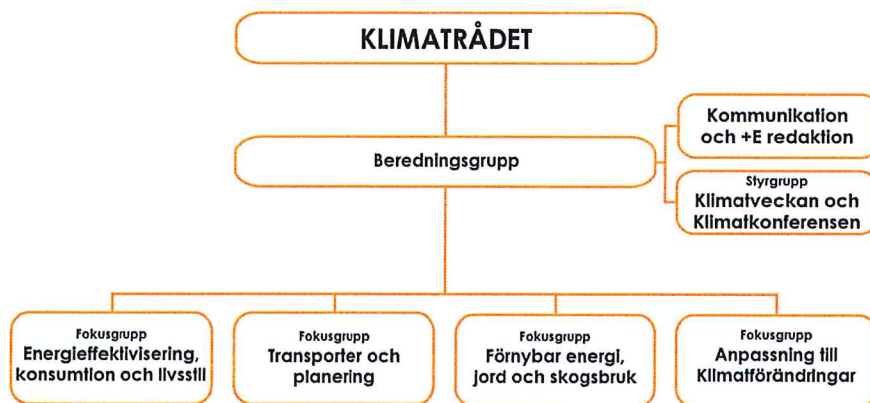 KLIMATRÅDET
Beredningsgrupp
Kommunikation
och +E redaktion
Styrgrupp
Klimatveckan och
Klimatkonferensen
Fokusgrupp
Energieffektivisering,
konsumtion och livsstil
Fokusgrupp
Transporter och
planering
Fokusgrupp
Förnybar energi,
jord och skogsbruk
Fokusgrupp
Anpassning till
Klimatförändringar